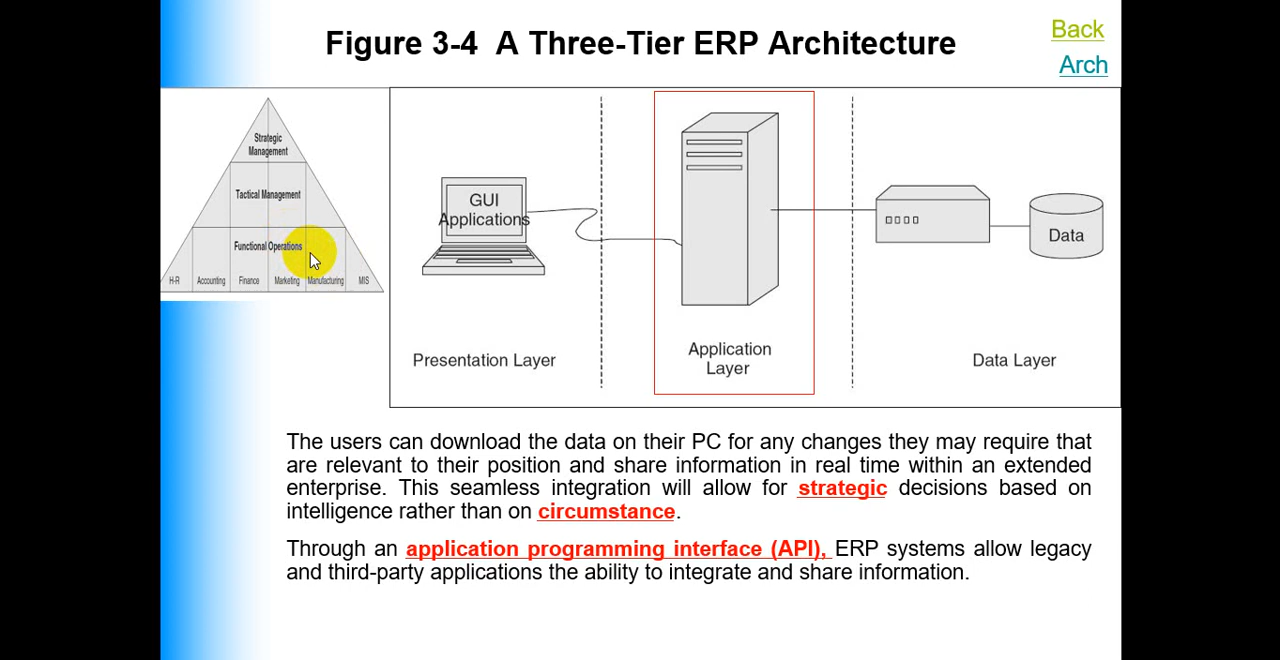 Figure 3-4 A Three-Tier ERP Architecture
Back
Arch
Strategic
Management
Tactical Management
Functional Operations
H-R Accounting Finance Marketing Manufacturing MIS
GUI
Applications
Data
Presentation Layer
Application
Layer
Data Layer
The users can download the data on their PC for any changes they may require that
are relevant to their position and share information in real time within an extended
enterprise. This seamless integration will allow for strategic decisions based on
intelligence rather than on circumstance.
Through an application programming interface (API), ERP systems allow legacy
and third-party applications the ability to integrate and share information.